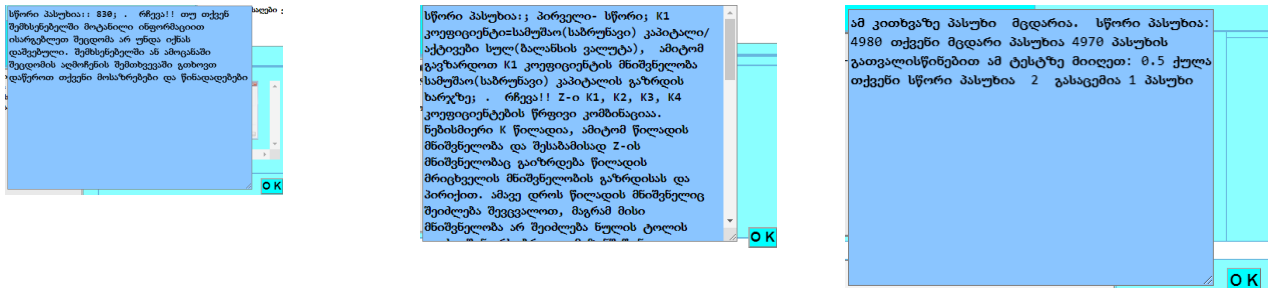 სწორი პასუხია:: 830; .  რჩევა!! თუ თქვენ
შემხსენებელში მოტანილი ინფორმაციით
ისარგებლეთ შეცდომა არ უნდა იქნას
დაშვებული. შემხსენებელში ან ამოცანაში
შეცდომის აღმოჩენის შემთხვევაში გთხოვთ
დაწეროთ თქვენი მოსაზრებები და წინადადებები
OK
სწორი პასუხია:; პირველი- სწორი; K1
კოეფიციენტი=სამუშაო(საბრუნავი) კაპიტალი/
აქტივები სულ(ბალანსის ვალუტა), ამიტომ
გავზარდოთ K1 კოეფიციენტის მნიშვნელობა
სამუშაო(საბრუნავი) კაპიტალის გაზრდის
ხარჯზე; .  რჩევა!! Z-ი K1, K2, K3, K4
კოეფიციენტების წრფივი კომბინაციაა.
ნებისმიერი K წილადია, ამიტომ წილადის
მნიშვნელობა და შესაბამისად Z-ის
მნიშვნელობაც გაიზრდება წილადის
მრიცხველის მნიშვნელობის გაზრდისას და
პირიქით. ამავე დროს წილადის მნიშვნელიც
შეიძლება შევცვალოთ, მაგრამ მისი
მნიშვნელობა არ შეიძლება ნულის ტოლის
OK
ამ კითხვაზე პასუხი მცდარია. სწორი პასუხია:
4980 თქვენი მცდარი პასუხია 4970 პასუხის
გათვალისწინებით ამ ტესტზე მიიღეთ: 0.5 ქულა
თქვენი სწორი პასუხია 2 გასაცემია 1 პასუხი
OK